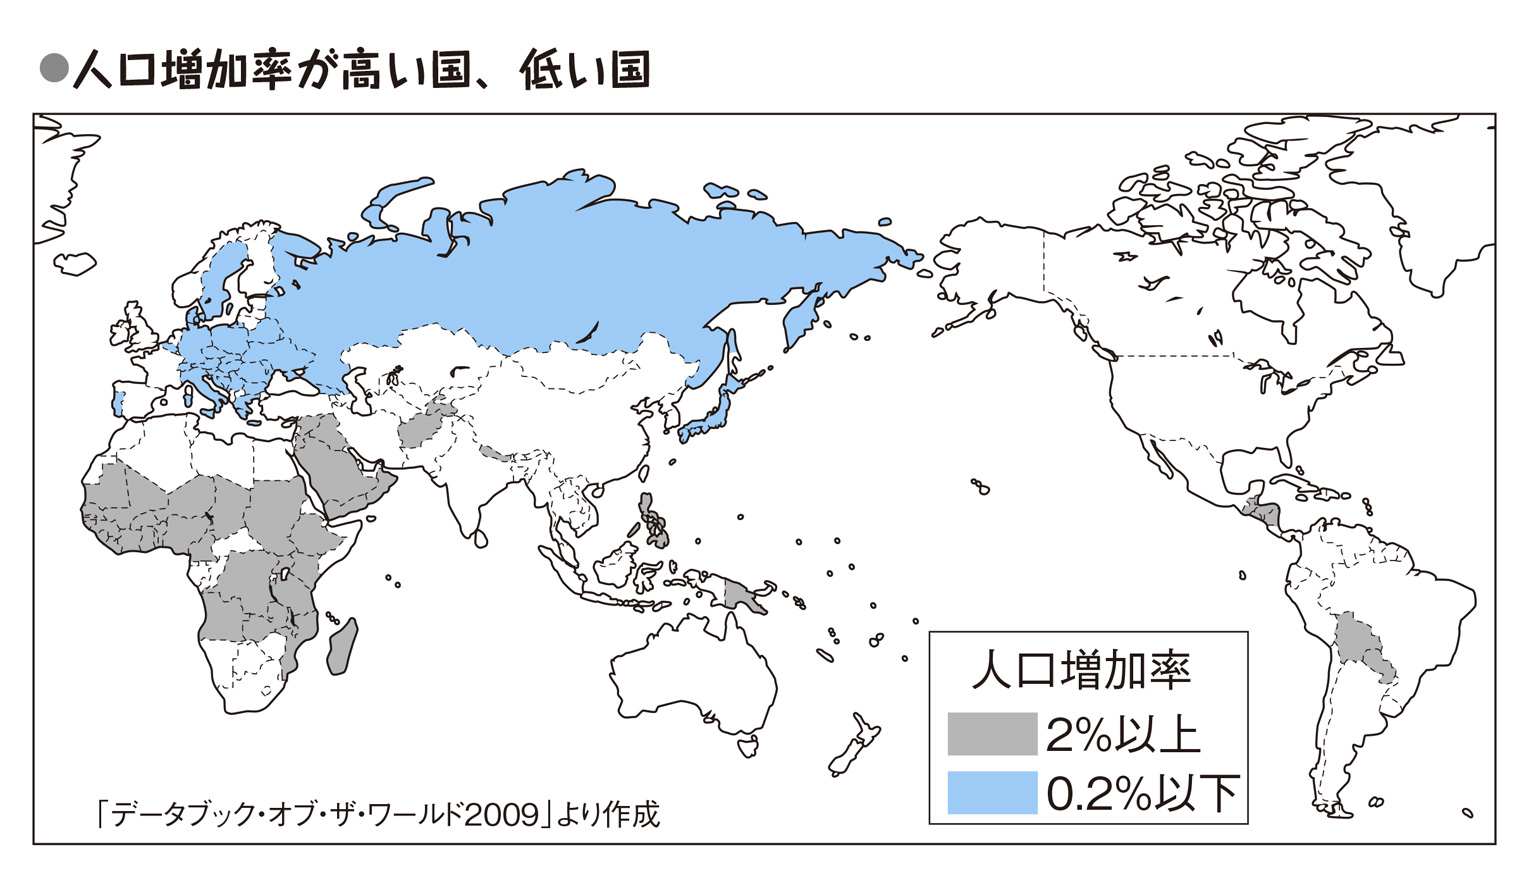 ●人口増加率が高い国、低い国
人口増加率
2%以上
0.2%以下
「データブック・オブ・ザ・ワールド2009」より作成